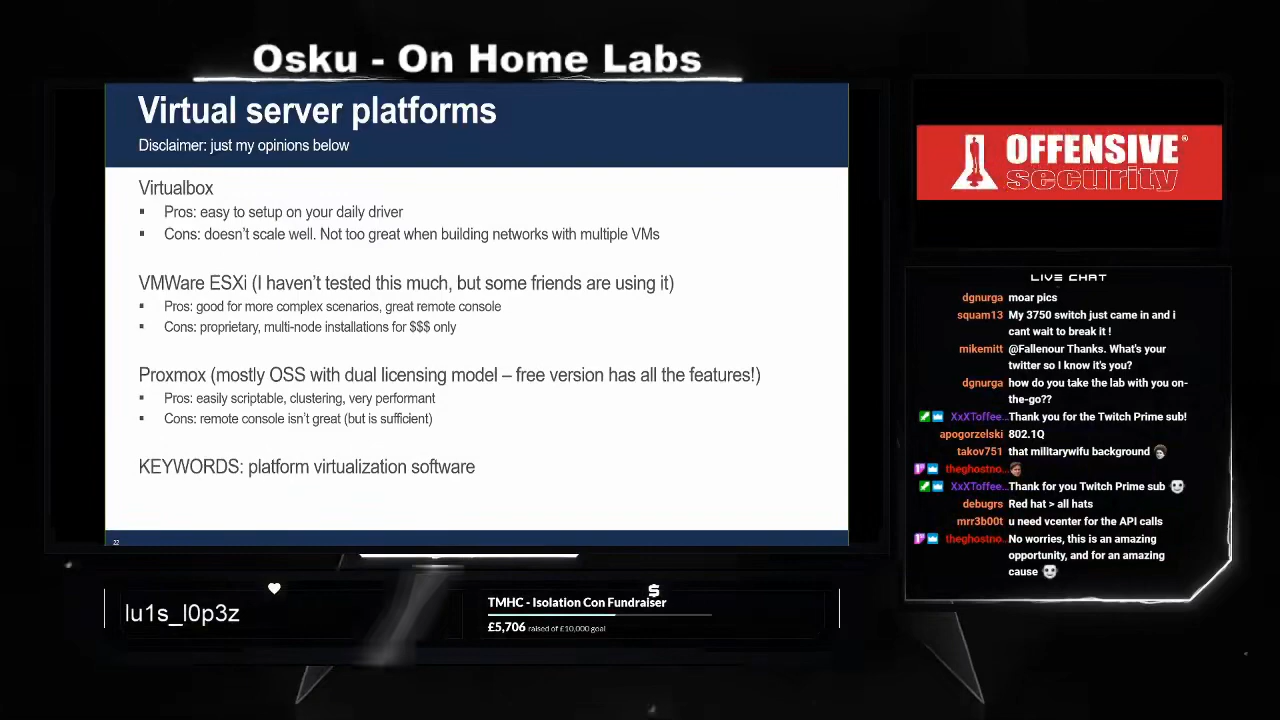 Osku - On Home Labs
Virtual server platforms
Disclaimer: just my opinions below
Virtualbox
▪ Pros: easy to setup on your daily driver
▪ Cons: doesn't scale well. Not too great when building networks with multiple VMs
VMWare ESXi (I haven't tested this much, but some friends are using it)
▪ Pros: good for more complex scenarios, great remote console
▪ Cons: proprietary, multi-node installations for $$$ only
Proxmox (mostly OSS with dual licensing model – free version has all the features!)
▪ Pros: easily scriptable, clustering, very performant
▪ Cons: remote console isn't great (but is sufficient)
KEYWORDS: platform virtualization software
22
OFFENSIVE®
security
LIVE CHAT
dgnurga moar pics
squam13 My 3750 switch just came in and i
cant wait to break it !
mikemitt @Fallenour Thanks. What's your
twitter so I know it's you?
dgnurga how do you take the lab with you on-
the-go??
XxXToffee... Thank you for the Twitch Prime sub!
apogorzelski 802.1Q
takov751 that militarywifu background
theghostno...
XxXToffee... Thank for you Twitch Prime sub
debugrs Red hat > all hats
mrr3b00t u need vcenter for the API calls
theghostno... No worries, this is an amazing
opportunity, and for an amazing
cause
lu1s_l0p3z
$
TMHC - Isolation Con Fundraiser
£5,706 raised of £10,000 goal